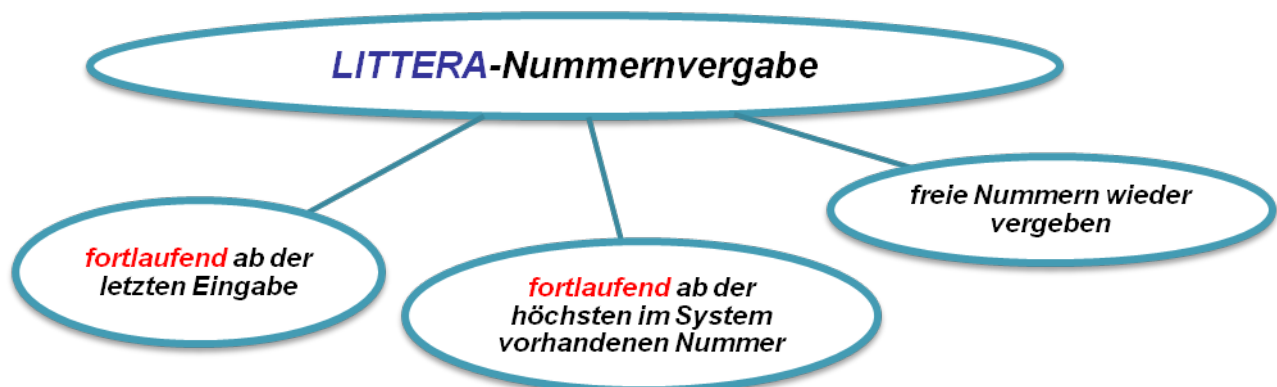 LITTERA-Nummernvergabe
fortlaufend ab der
letzten Eingabe
fortlaufend ab der
höchsten im System
vorhandenen Nummer
freie Nummern wieder
vergeben